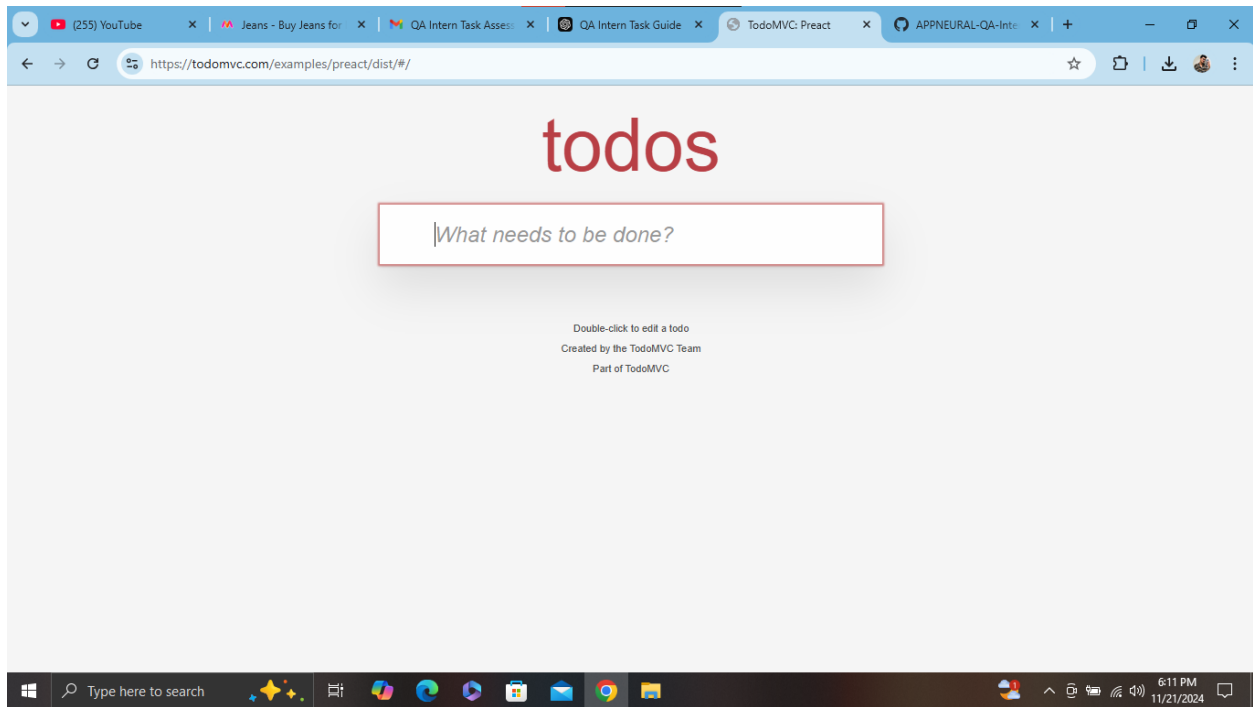 (255) YouTube
Jeans - Buy Jeans for
QA Intern Task Assess
QA Intern Task Guide
TodoMVC: Preact
APPNEURAL-QA-Inte
https://todomvc.com/examples/preact/dist/#/
todos
What needs to be done?
Double-click to edit a todo
Created by the TodoMVC Team
Part of TodoMVC
Type here to search
6:11 PM
11/21/2024